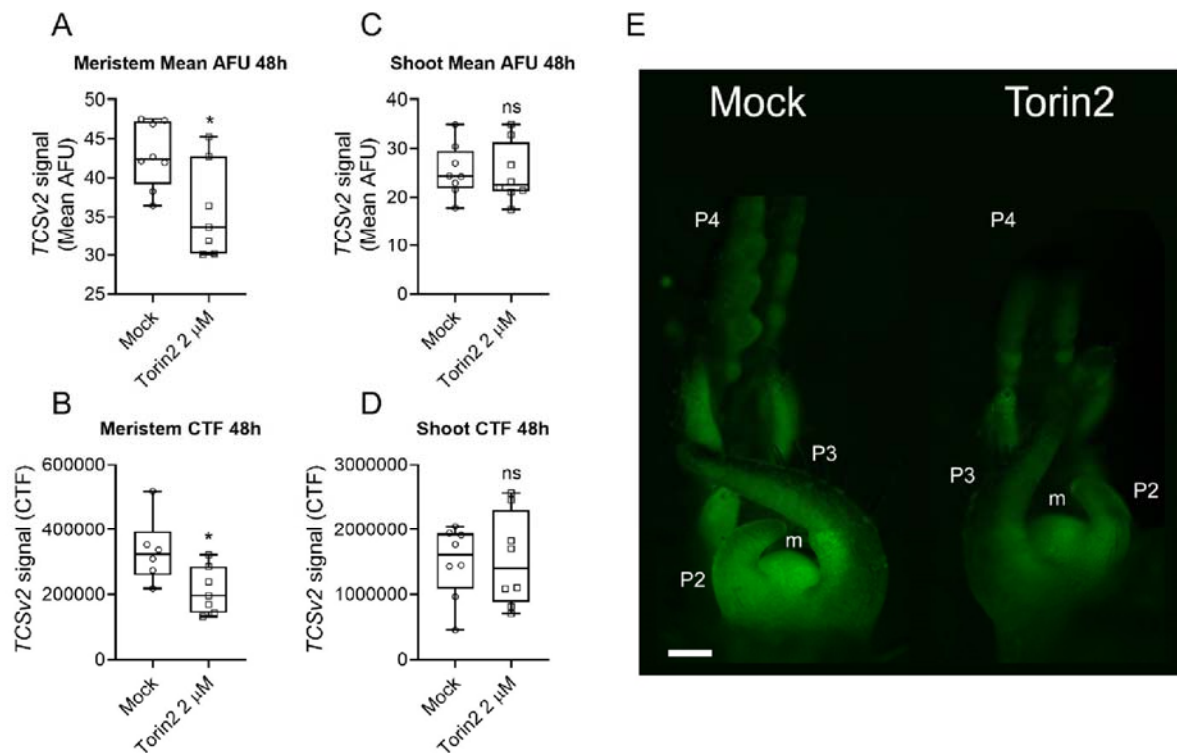 A
Meristem Mean AFU 48h
TCSv2 signal
(Mean AFU)
50
45
40
35
30
25
*
Mock
Torin2 2 µM
B
Meristem CTF 48h
TCSv2 signal (CTF)
600000
400000
200000
0
*
Mock
Torin2 2 µM
C
Shoot Mean AFU 48h
TCSv2 signal
(Mean AFU)
40
30
20
10
0
ns
Mock
Torin2 2 µM
D
Shoot CTF 48h
TCSv2 signal (CTF)
3000000
2000000
1000000
0
ns
Mock
Torin2 2 µM
E
Mock
Torin2
P4
P4
P3
P3
m
m
P2
P2